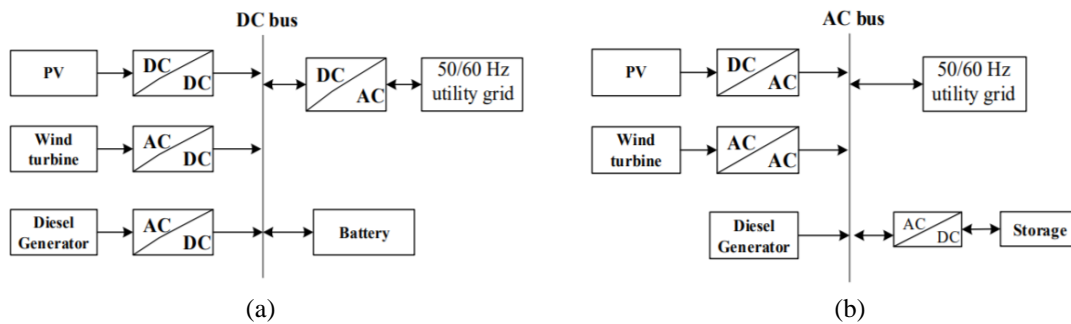 DC bus
PV
DC
DC
DC
AC
50/60 Hz
utility grid
Wind
turbine
AC
DC
Diesel
Generator
AC
DC
Battery
(a)
AC bus
PV
DC
AC
50/60 Hz
utility grid
Wind
turbine
AC
AC
Diesel
Generator
AC
DC
Storage
(b)